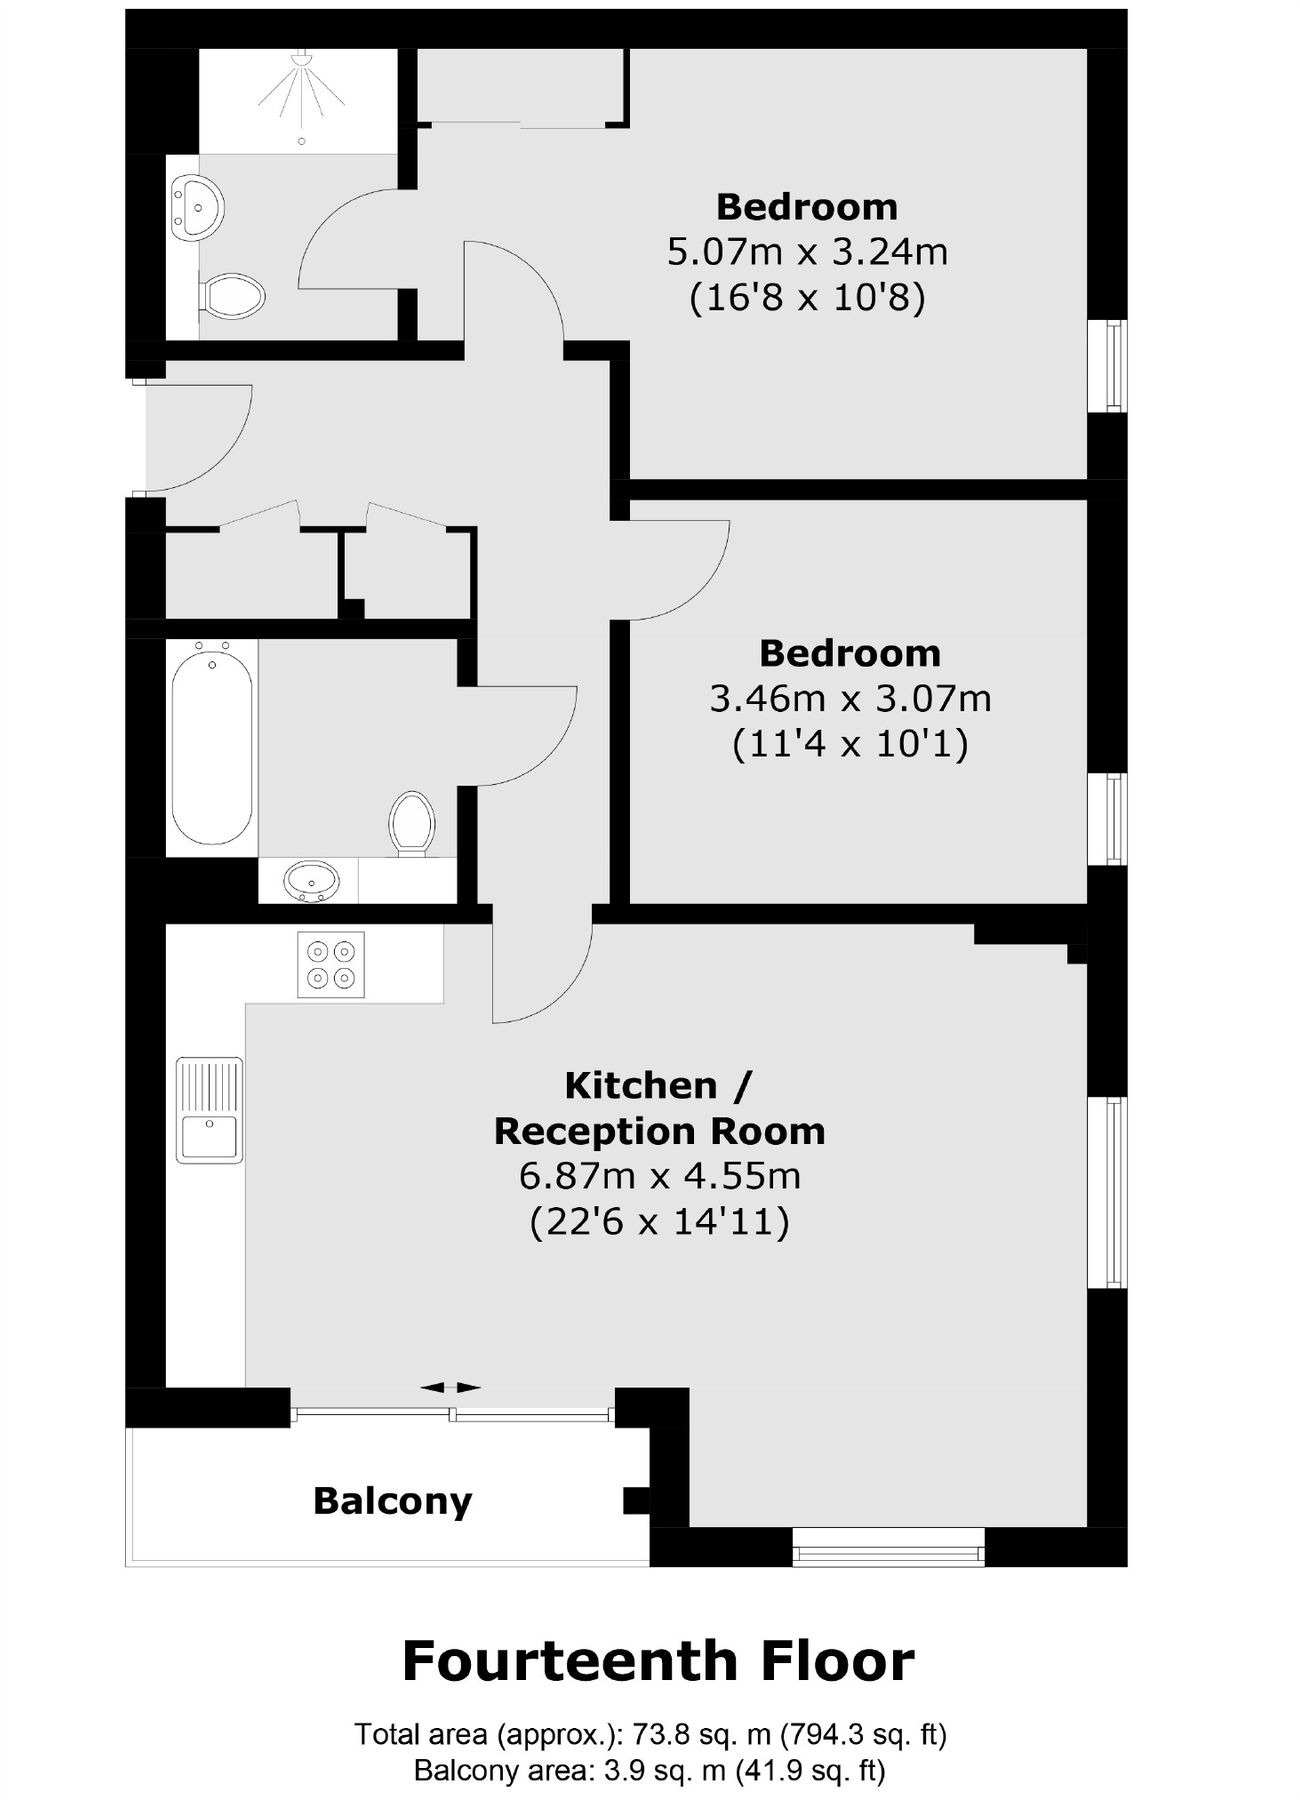 Bedroom
5.07m x 3.24m
(16'8 x 10'8)
Bedroom
3.46m x 3.07m
(11'4 x 10'1)
Kitchen /
Reception Room
6.87m x 4.55m
(22'6 x 14'11)
Balcony
Fourteenth Floor
Total area (approx.): 73.8 sq. m (794.3 sq. ft)
Balcony area: 3.9 sq. m (41.9 sq. ft)